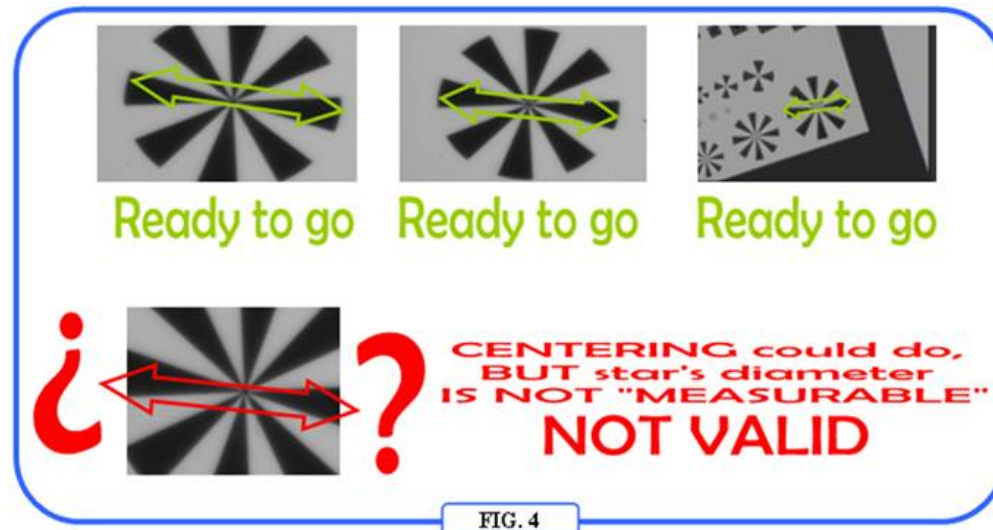 Ready to go
Ready to go
Ready to go
¿
?
CENTERING could do,
BUT star's diameter
IS NOT "MEASURABLE"
NOT VALID
FIG. 4